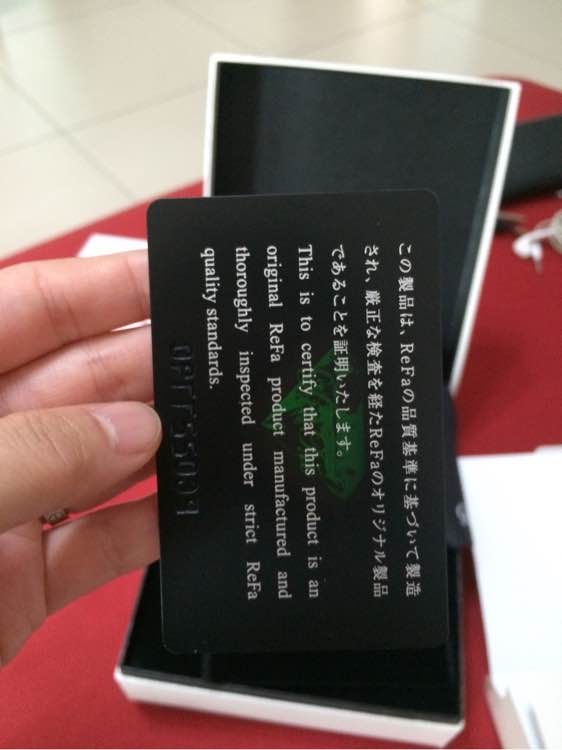 この製品は、ReFaの品質基準に基づいて製造
され、厳正な検査を経たReFaのオリジナル製品
であることを証明いたします。
This is to certify that this product is an
original ReFa product manufactured and
thoroughly inspected under strict ReFa
quality standards.